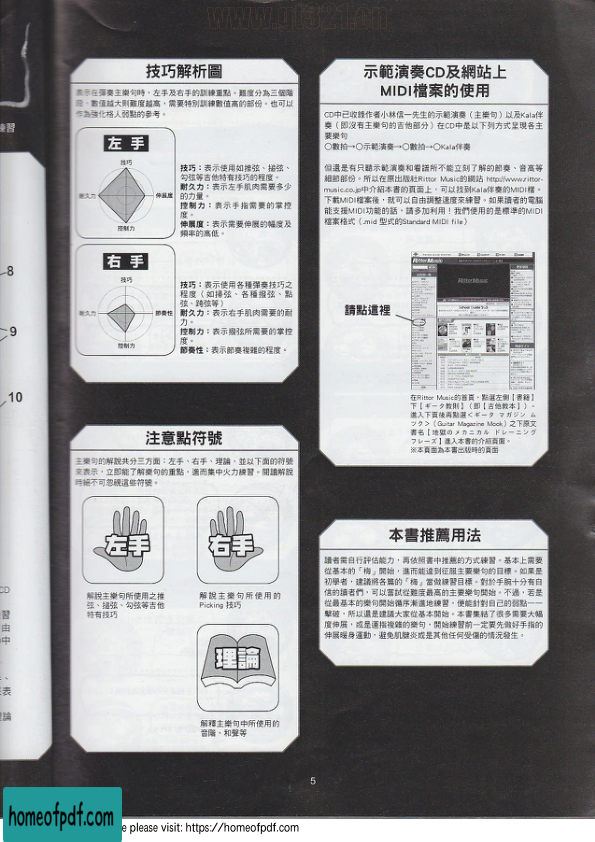 www.gtp21.cn
技巧解析圖
表示在彈奏主樂句時，左手及右手的訓練重點。難度分為三個階
段，數值越大則難度越高，需要特別訓練數值高的部份。也可以
作為強化格人弱點的參考。
左手
技巧
耐久力
伸展度
控制力
技巧：表示使用如推弦、搥弦、
勾弦等吉他特有技巧的程度。
耐久力：表示左手肌肉需要多少
的力量。
控制力：表示手指需要的掌控
度。
伸展度：表示需要伸展的幅度及
頻率的高低。
右手
技巧
耐久力
節奏性
控制力
技巧：表示使用各種彈奏技巧之
程度（如掃弦、各種撥弦、點
弦、跨弦等）
耐久力：表示右手肌肉需要的耐
力。
控制力：表示撥弦所需要的掌控
度。
節奏性：表示節奏複雜的程度。
注意點符號
主樂句的解說共分三方面：左手、右手、理論。並以下面的符號
來表示，立即能了解樂句的重點，進而集中火力練習。閱讀解說
時絕不可忽視這些符號。
左手
右手
解說主樂句所使用之推
弦、搥弦、勾弦等吉他
特有技巧
解說主樂句所使用的
Picking 技巧
理論
解釋主樂句中所使用的
音階、和聲等
示範演奏CD及網站上
MIDI檔案的使用
CD中已收錄作者小林信一先生的示範演奏（主樂句）以及Kala伴
奏（即沒有主樂句的吉他部分）在CD中是以下列方式呈現各主
要樂句
○數拍→○示範演奏→○數拍→○Kala伴奏
但還是有只聽示範演奏和看譜所不能立刻了解的節奏、音高等
細節部份。所以在原出版社Rittor Music的網站 http://www.rittor-
music.co.jp中介紹本書的頁面上，可以找到Kala伴奏的MIDI檔。
下載MIDI檔案後，就可以自由調整速度來練習。如果讀者的電腦
能支援MIDI功能的話，請多加利用！我們使用的是標準的MIDI
檔案格式（.mid 型式的Standard MIDI file）
RittorMusic
RittorMusic
請點這裡
在Rittor Music的首頁，點選左側【書籍】
下【ギータ教則】（即【吉他教本】），
進入下頁後再點選＜ギータ マガジン ム
ツク＞（Guitar Magazine Mook）之下原文
書名【地獄のメカニカル ドレーニング
フレーズ】進入本書的介紹頁面。
※本頁面為本書出版時的頁面
本書推薦用法
讀者需自行評估能力，再依照書中推薦的方式練習。基本上需要
從基本的「梅」開始，進而能達到征服主要樂句的目標。如果是
初學者，建議將各篇的「梅」當做練習目標。對於手腕十分有自
信的讀者們，可以嘗試從難度最高的主要樂句開始。不過，若是
從最基本的樂句開始循序漸進地練習，便能針對自己的弱點一一
擊破，所以還是建議大家從基本開始。本書集結了很多需要大幅
度伸展，或是運指複雜的樂句，開始練習前一定要先做好手指的
伸展暖身運動，避免肌腱炎或是其他任何受傷的情況發生。
練習
8
9
10
CD
習
由
中
表
論
5
homeofpdf.com
e please visit: https://homeofpdf.com